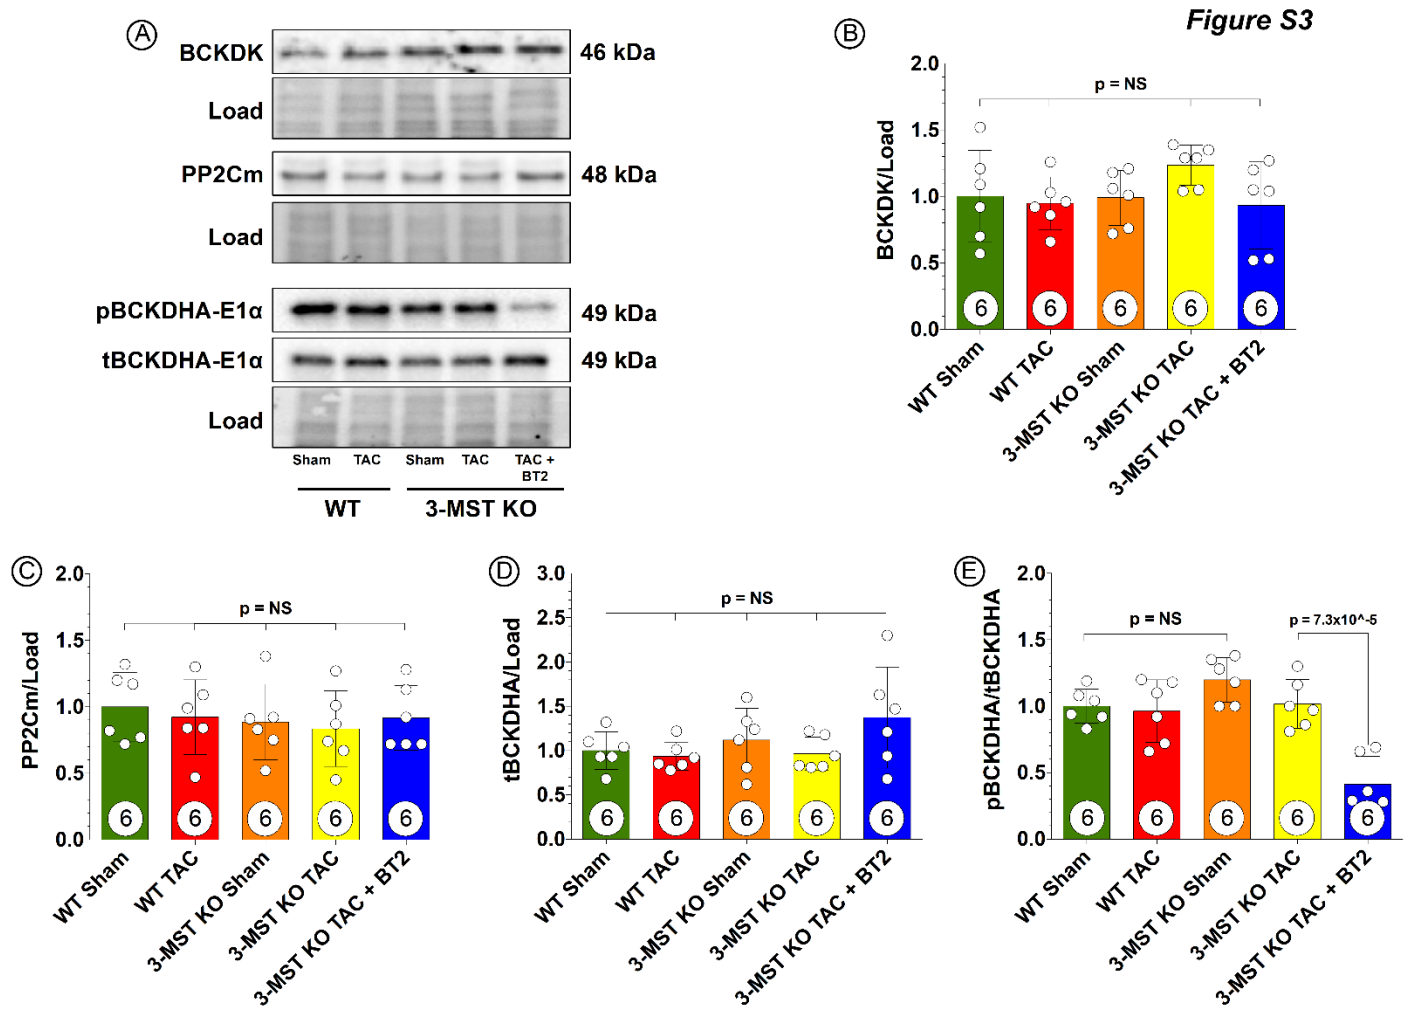 Figure S3
A
BCKDK
46 kDa
Load
PP2Cm
48 kDa
Load
pBCKDHA-E1α
49 kDa
tBCKDHA-E1α
49 kDa
Load
Sham
TAC
Sham
TAC
TAC +
BT2
WT
3-MST KO
B
BCKDK/Load
2.0
1.5
1.0
0.5
0.0
p = NS
6
6
6
6
6
WT Sham
WT TAC
3-MST KO Sham
3-MST KO TAC
3-MST KO TAC + BT2
C
PP2Cm/Load
2.0
1.5
1.0
0.5
0.0
p = NS
6
6
6
6
6
WT Sham
WT TAC
3-MST KO Sham
3-MST KO TAC
3-MST KO TAC + BT2
D
tBCKDHA/Load
3.0
2.5
2.0
1.5
1.0
0.5
0.0
p = NS
6
6
6
6
6
WT Sham
WT TAC
3-MST KO Sham
3-MST KO TAC
3-MST KO TAC + BT2
E
pBCKDHA/tBCKDHA
2.0
1.5
1.0
0.5
0.0
p = NS
p = 7.3x10^-5
6
6
6
6
6
WT Sham
WT TAC
3-MST KO Sham
3-MST KO TAC
3-MST KO TAC + BT2